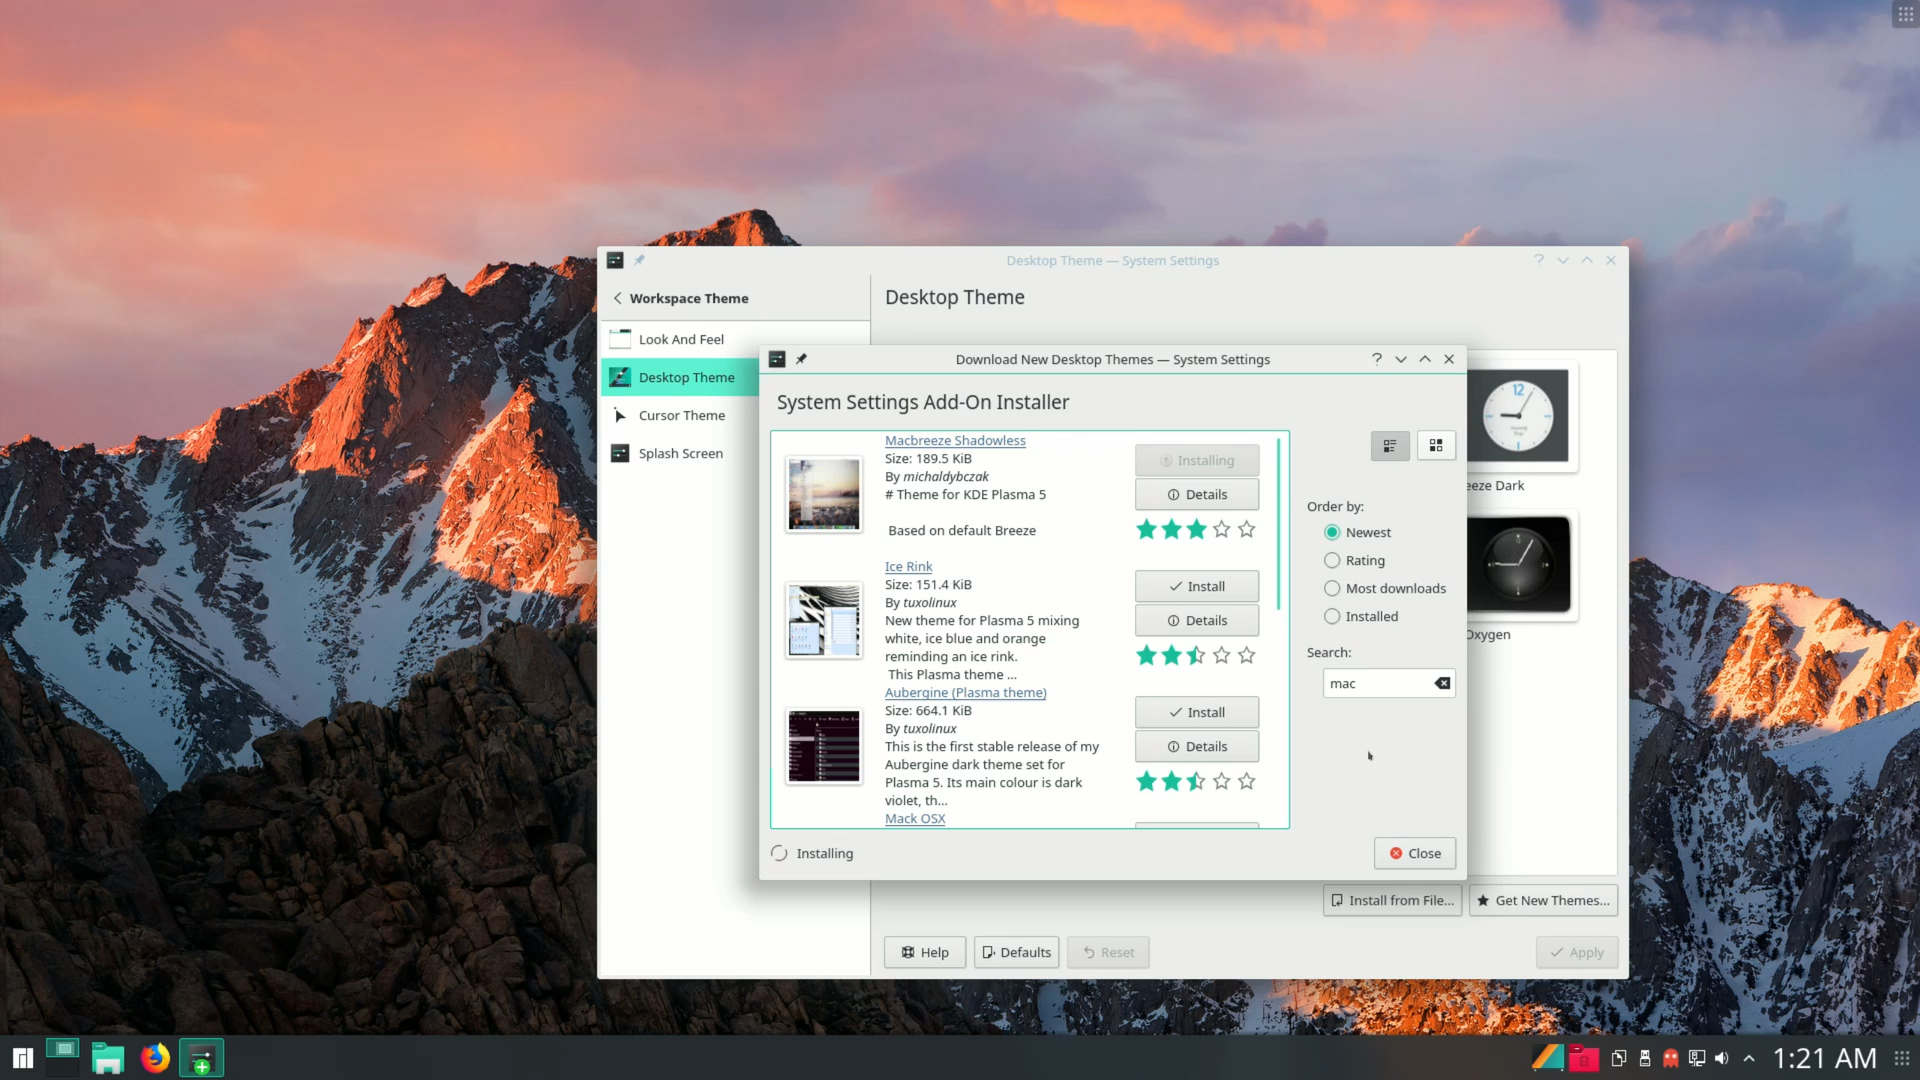 Desktop Theme — System Settings
Workspace Theme
Desktop Theme
Look And Feel
Desktop Theme
Cursor Theme
Splash Screen
Download New Desktop Themes — System Settings
System Settings Add-On Installer
Macbreeze Shadowless
Size: 189.5 KiB
By michaldybczak
# Theme for KDE Plasma 5
Based on default Breeze
Installing
Details
Ice Rink
Size: 151.4 KiB
By tuxolinux
New theme for Plasma 5 mixing
white, ice blue and orange
reminding an ice rink.
This Plasma theme ...
Install
Details
Aubergine (Plasma theme)
Size: 664.1 KiB
By tuxolinux
This is the first stable release of my
Aubergine dark theme set for
Plasma 5. Its main colour is dark
violet, th...
Install
Details
Mack OSX
Order by:
Newest
Rating
Most downloads
Installed
Search:
mac
Installing
Close
12
eeze Dark
Oxygen
Install from File...
Get New Themes...
Help
Defaults
Reset
Apply
1:21 AM